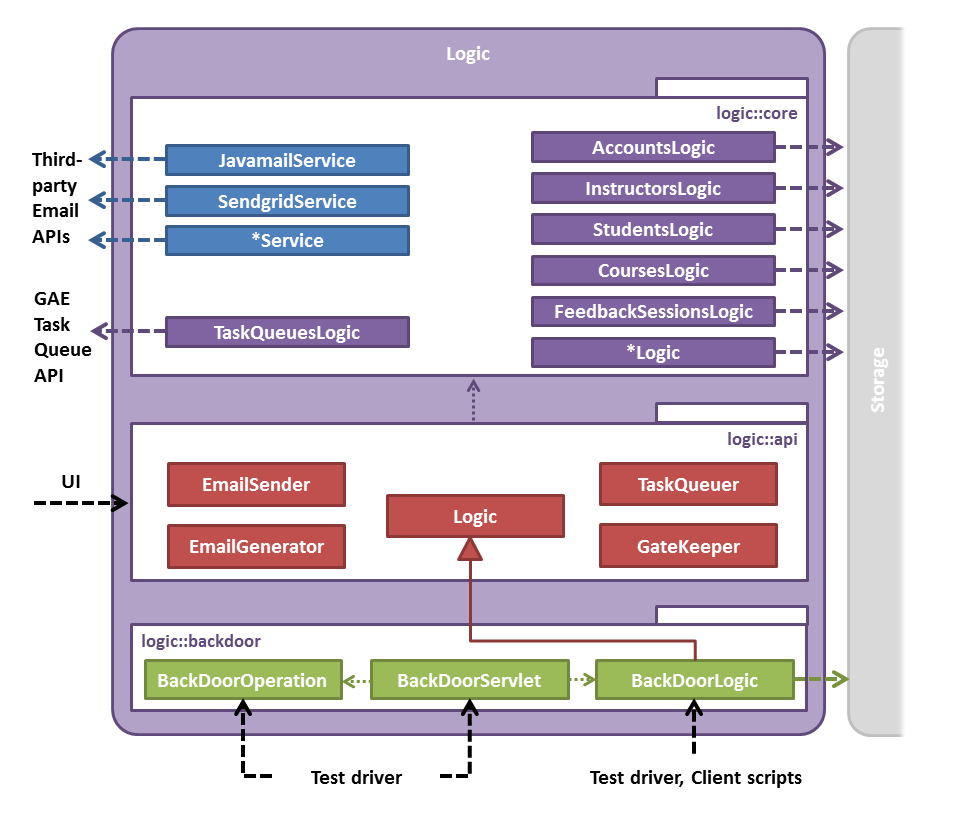 Logic
logic::core
Third-
party
Email
APIs
JavamailService
SendgridService
*Service
GAE
Task
Queue
API
TaskQueuesLogic
AccountsLogic
InstructorsLogic
StudentsLogic
CoursesLogic
FeedbackSessionsLogic
*Logic
Storage
logic::api
UI
EmailSender
EmailGenerator
Logic
TaskQueuer
GateKeeper
logic::backdoor
BackDoorOperation
BackDoorServlet
BackDoorLogic
Test driver
Test driver, Client scripts